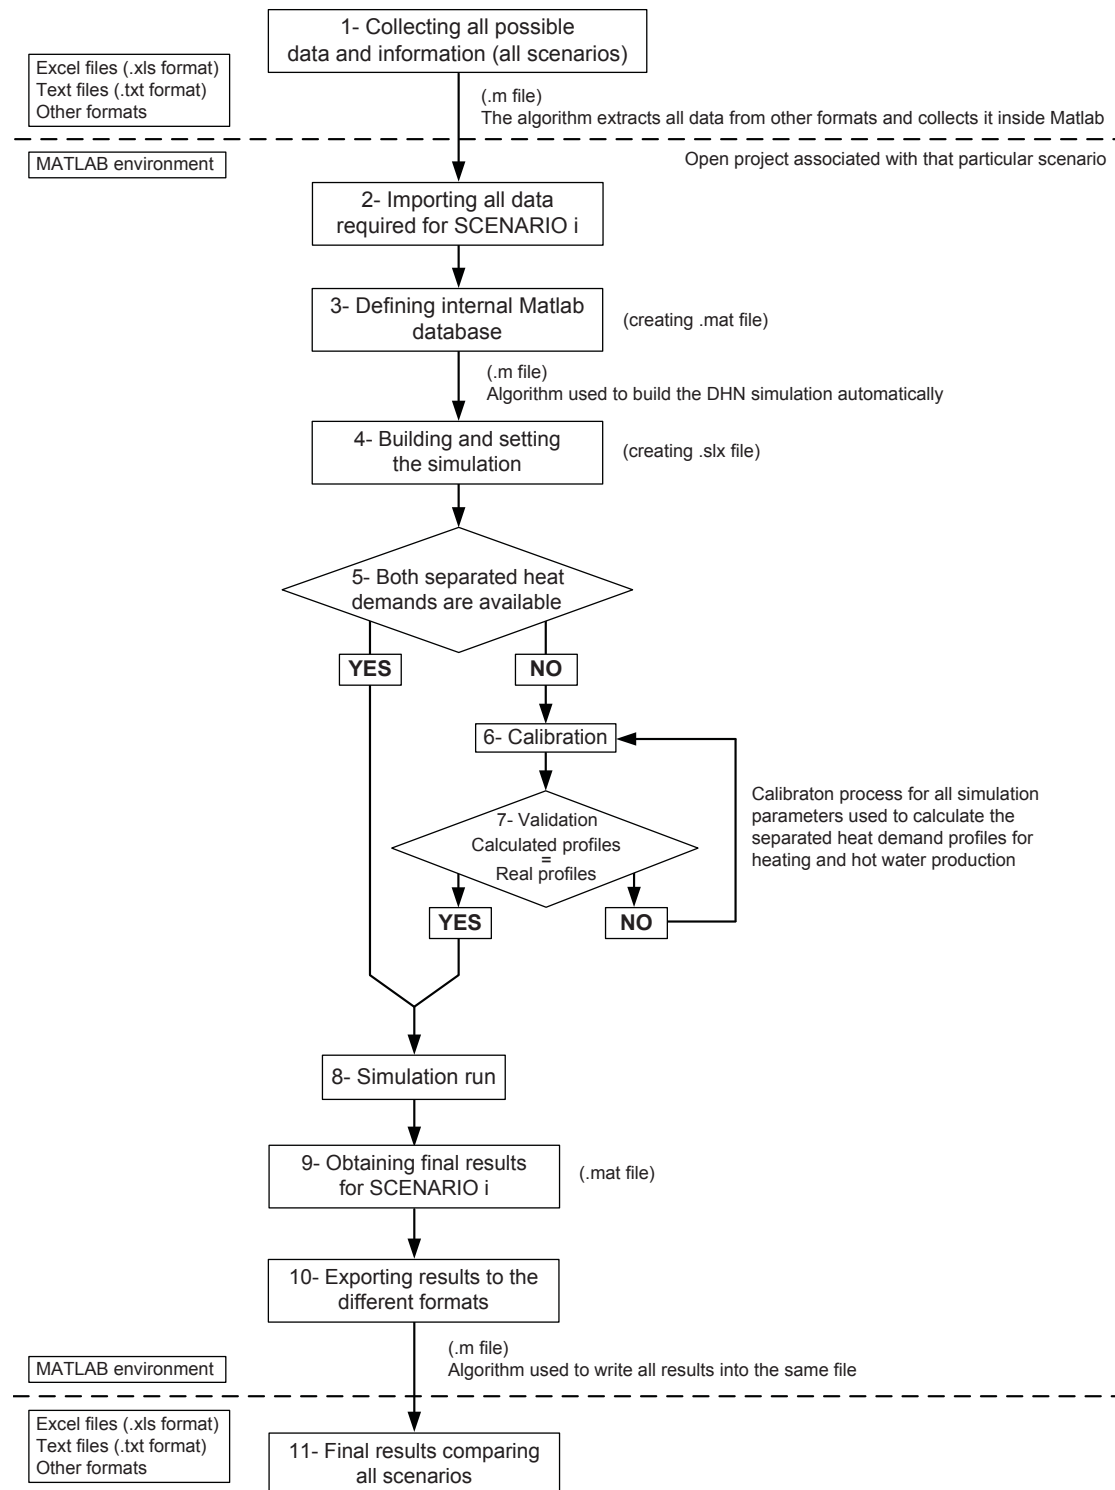 1- Collecting all possible
data and information (all scenarios)
Excel files (.xls format)
Text files (.txt format)
Other formats
(.m file)
The algorithm extracts all data from other formats and collects it inside Matlab
MATLAB environment
Open project associated with that particular scenario
2- Importing all data
required for SCENARIO i
3- Defining internal Matlab
database
(creating .mat file)
(.m file)
Algorithm used to build the DHN simulation automatically
4- Building and setting
the simulation
(creating .slx file)
5- Both separated heat
demands are available
YES
NO
6- Calibration
7- Validation
Calculated profiles
=
Real profiles
Calibraton process for all simulation
parameters used to calculate the
separated heat demand profiles for
heating and hot water production
YES
NO
8- Simulation run
9- Obtaining final results
for SCENARIO i
(.mat file)
10- Exporting results to the
different formats
(.m file)
Algorithm used to write all results into the same file
MATLAB environment
Excel files (.xls format)
Text files (.txt format)
Other formats
11- Final results comparing
all scenarios